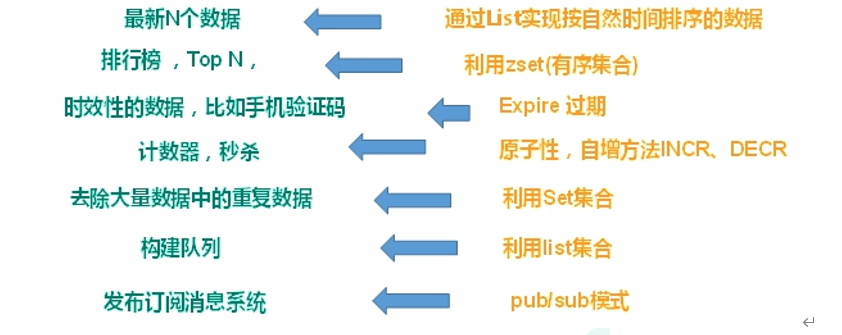 最新N个数据 通过List实现按自然时间排序的数据
排行榜，Top N， 利用zset(有序集合)
时效性的数据，比如手机验证码 Expire 过期
计数器，秒杀 原子性，自增方法INCR、DECR
去除大量数据中的重复数据 利用Set集合
构建队列 利用list集合
发布订阅消息系统 pub/sub模式